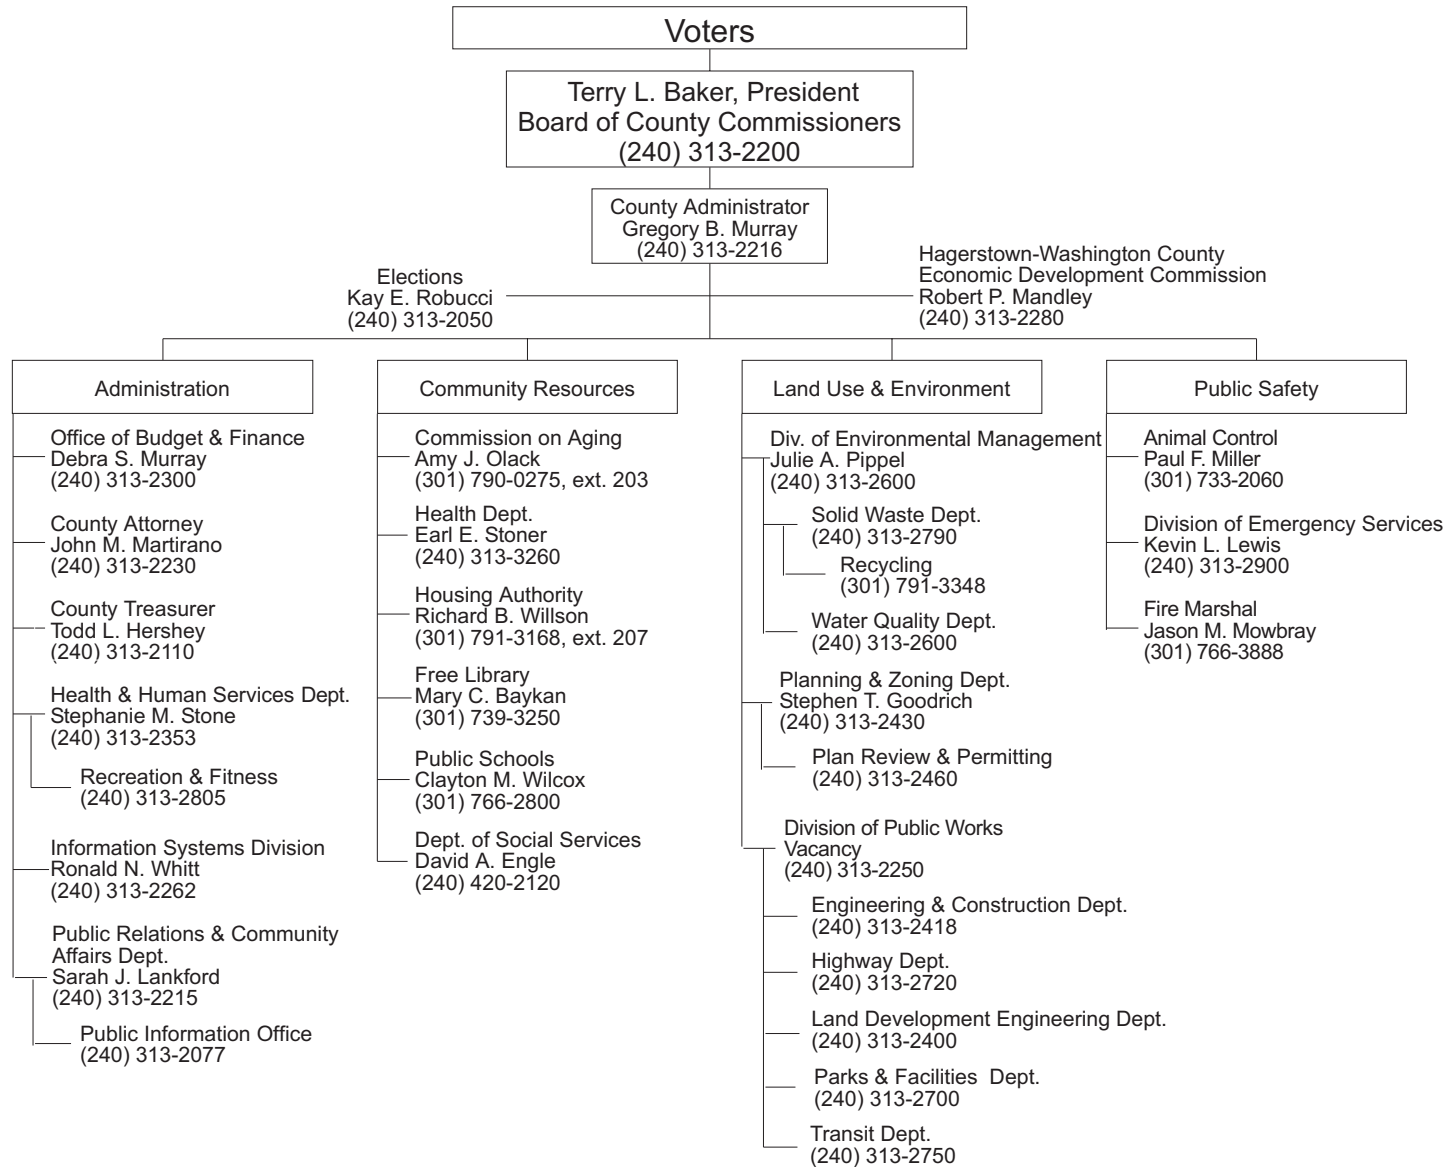 Voters
Terry L. Baker, President
Board of County Commissioners
(240) 313-2200
County Administrator
Gregory B. Murray
(240) 313-2216
Elections
Kay E. Robucci
(240) 313-2050
Hagerstown-Washington County
Economic Development Commission
Robert P. Mandley
(240) 313-2280
Administration
Office of Budget & Finance
Debra S. Murray
(240) 313-2300
County Attorney
John M. Martirano
(240) 313-2230
County Treasurer
Todd L. Hershey
(240) 313-2110
Health & Human Services Dept.
Stephanie M. Stone
(240) 313-2353
Recreation & Fitness
(240) 313-2805
Information Systems Division
Ronald N. Whitt
(240) 313-2262
Public Relations & Community
Affairs Dept.
Sarah J. Lankford
(240) 313-2215
Public Information Office
(240) 313-2077
Community Resources
Commission on Aging
Amy J. Olack
(301) 790-0275, ext. 203
Health Dept.
Earl E. Stoner
(240) 313-3260
Housing Authority
Richard B. Willson
(301) 791-3168, ext. 207
Free Library
Mary C. Baykan
(301) 739-3250
Public Schools
Clayton M. Wilcox
(301) 766-2800
Dept. of Social Services
David A. Engle
(240) 420-2120
Land Use & Environment
Div. of Environmental Management
Julie A. Pippel
(240) 313-2600
Solid Waste Dept.
(240) 313-2790
Recycling
(301) 791-3348
Water Quality Dept.
(240) 313-2600
Planning & Zoning Dept.
Stephen T. Goodrich
(240) 313-2430
Plan Review & Permitting
(240) 313-2460
Division of Public Works
Vacancy
(240) 313-2250
Engineering & Construction Dept.
(240) 313-2418
Highway Dept.
(240) 313-2720
Land Development Engineering Dept.
(240) 313-2400
Parks & Facilities Dept.
(240) 313-2700
Transit Dept.
(240) 313-2750
Public Safety
Animal Control
Paul F. Miller
(301) 733-2060
Division of Emergency Services
Kevin L. Lewis
(240) 313-2900
Fire Marshal
Jason M. Mowbray
(301) 766-3888